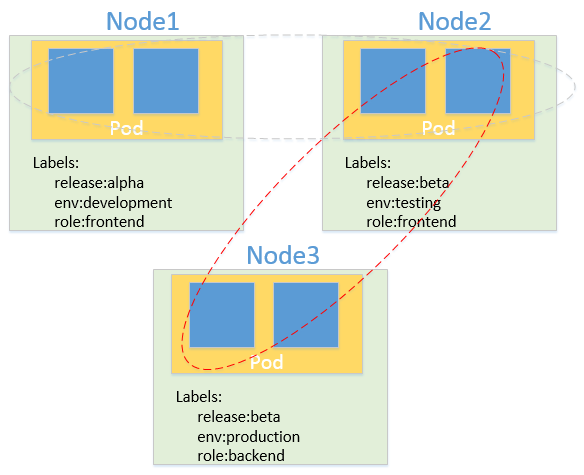 Node1
Pod
Labels:
release:alpha
env:development
role:frontend
Node2
Pod
Labels:
release:beta
env:testing
role:frontend
Node3
Pod
Labels:
release:beta
env:production
role:backend